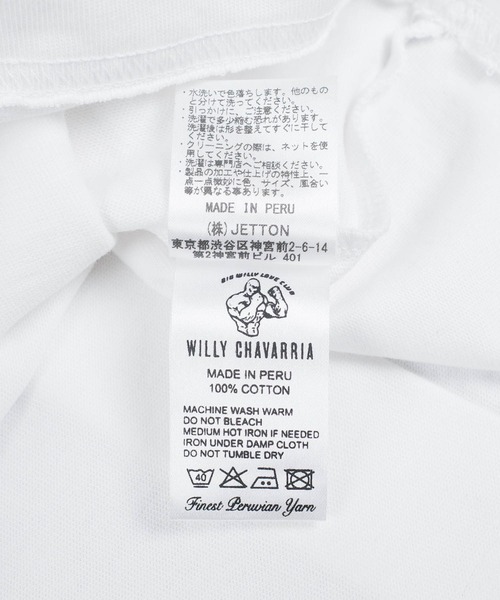 ・水洗いで色落ちします。他のもの
と分けて洗ってください。
・引っかけに、ご注意ください。
・洗濯で多少縮む恐れがあります。
洗濯後は形を整えてすぐに干して
ください。
・クリーニングの際は、ネットを使
用してください。
・洗濯は専門店へご相談ください。
・製品の加工や仕上げの特性上、一
点一点微妙に色、サイズ、風合い
等が異なる事あります。
MADE IN PERU
(株) JETTON
東京都渋谷区神宮前2-6-14
第2神宮前ビル 401
BIG WILLY LOVE CLUB
WILLY CHAVARRIA
MADE IN PERU
100% COTTON
MACHINE WASH WARM
DO NOT BLEACH
MEDIUM HOT IRON IF NEEDED
IRON UNDER DAMP CLOTH
DO NOT TUMBLE DRY
40
Finest Peruvian Yarn